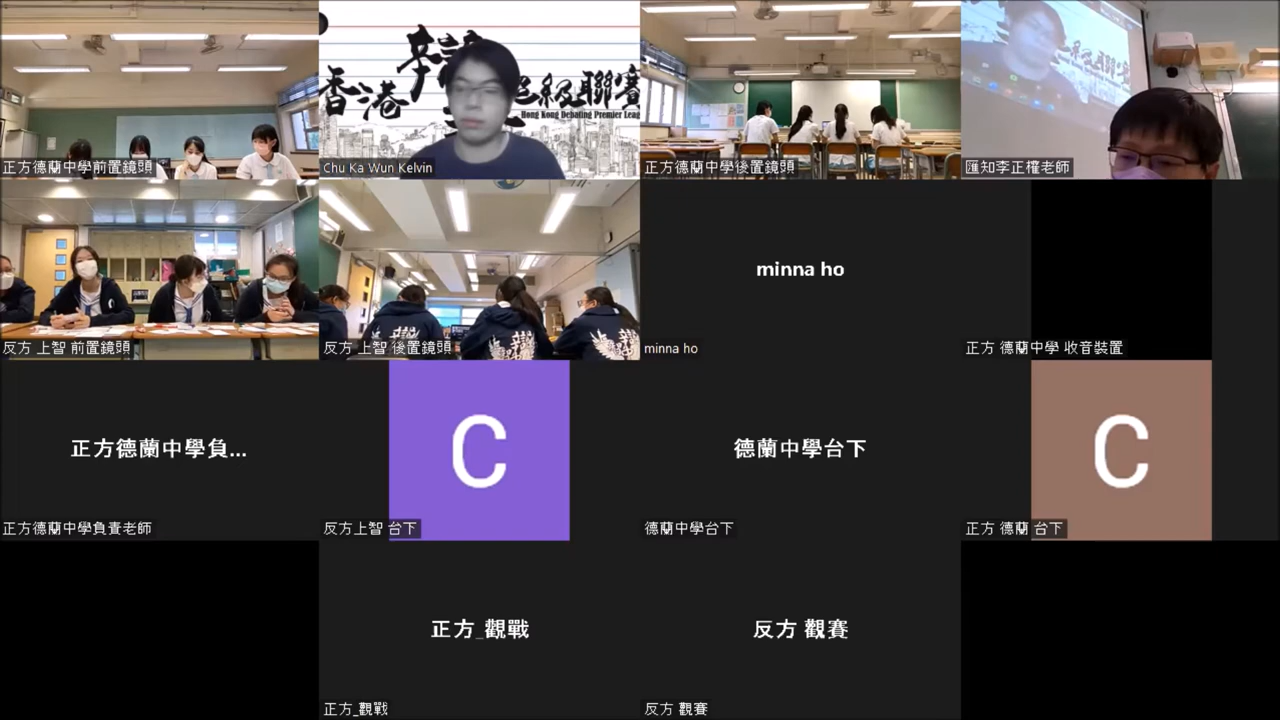 正方德蘭中學前置鏡頭
香港辯論超級聯賽
Hong Kong Debating Premier Leag
Chu Ka Wun Kelvin
正方德蘭中學後置鏡頭
匯知李正權老師
反方 上智 前置鏡頭
反方 上智 後置鏡頭
minna ho
minna ho
正方 德蘭中學 收音裝置
正方德蘭中學負...
正方德蘭中學負責老師
C
反方上智 台下
德蘭中學台下
德蘭中學台下
C
正方 德蘭 台下
正方_觀戰
正方_觀戰
反方 觀賽
反方 觀賽